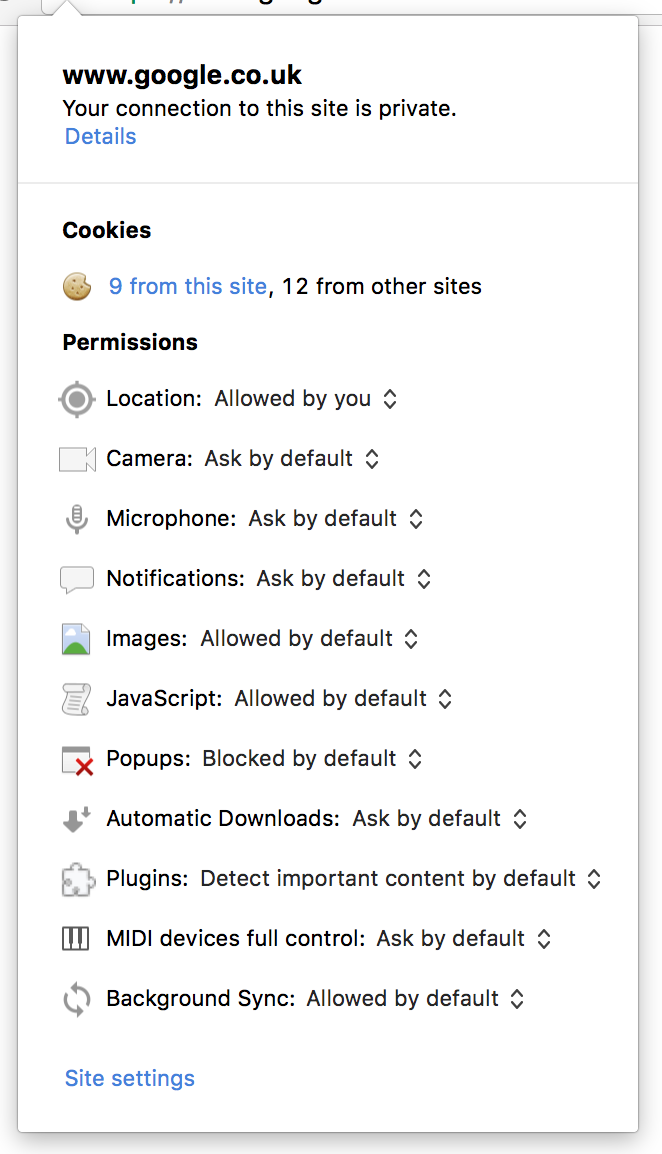 www.google.co.uk
Your connection to this site is private.
Details
Cookies
9 from this site, 12 from other sites
Permissions
Location: Allowed by you
Camera: Ask by default
Microphone: Ask by default
Notifications: Ask by default
Images: Allowed by default
JavaScript: Allowed by default
Popups: Blocked by default
Automatic Downloads: Ask by default
Plugins: Detect important content by default
MIDI devices full control: Ask by default
Background Sync: Allowed by default
Site settings